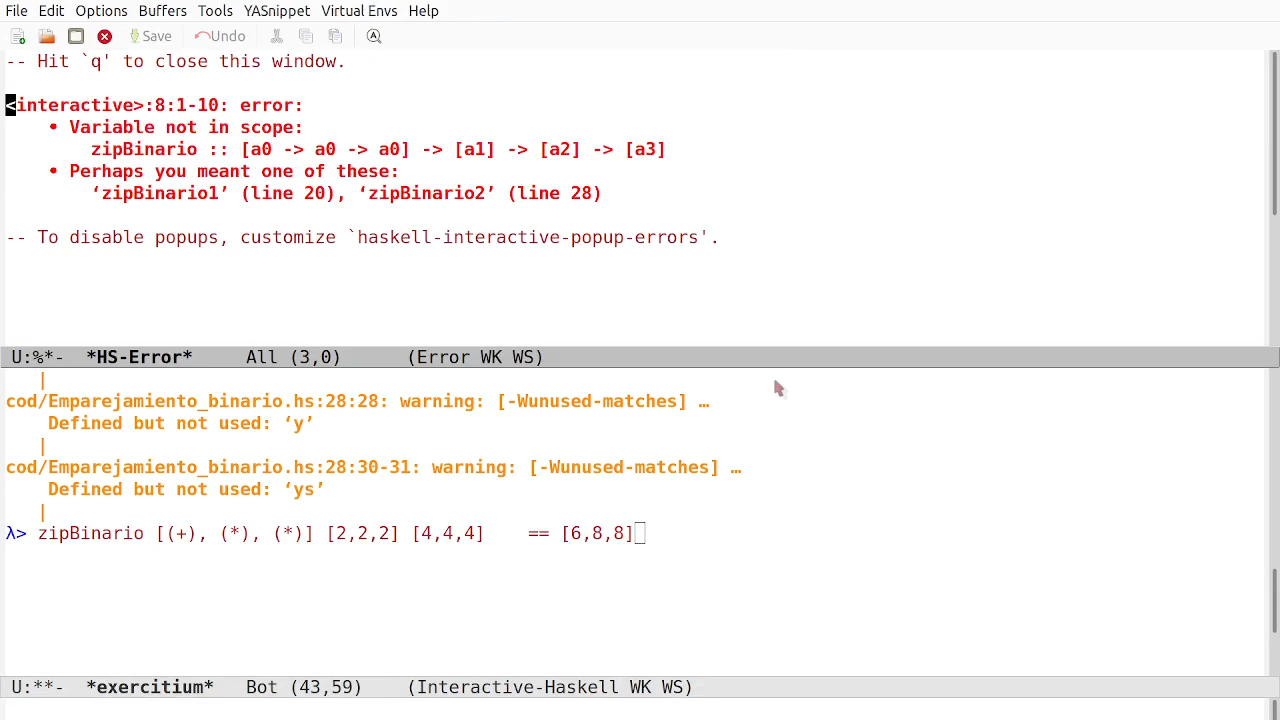 File Edit Options Buffers Tools YASnippet Virtual Envs Help
Save Undo
-- Hit `q' to close this window.
<interactive>:8:1-10: error:
• Variable not in scope:
zipBinario :: [a0 -> a0 -> a0] -> [a1] -> [a2] -> [a3]
• Perhaps you meant one of these:
‘zipBinario1’ (line 20), ‘zipBinario2’ (line 28)
-- To disable popups, customize `haskell-interactive-popup-errors'.
U:%*- *HS-Error* All (3,0) (Error WK WS)
|
cod/Emparejamiento_binario.hs:28:28: warning: [-Wunused-matches] …
Defined but not used: ‘y’
|
cod/Emparejamiento_binario.hs:28:30-31: warning: [-Wunused-matches] …
Defined but not used: ‘ys’
|
λ> zipBinario [(+), (*), (*)] [2,2,2] [4,4,4] == [6,8,8]
U:**- *exercitium* Bot (43,59) (Interactive-Haskell WK WS)